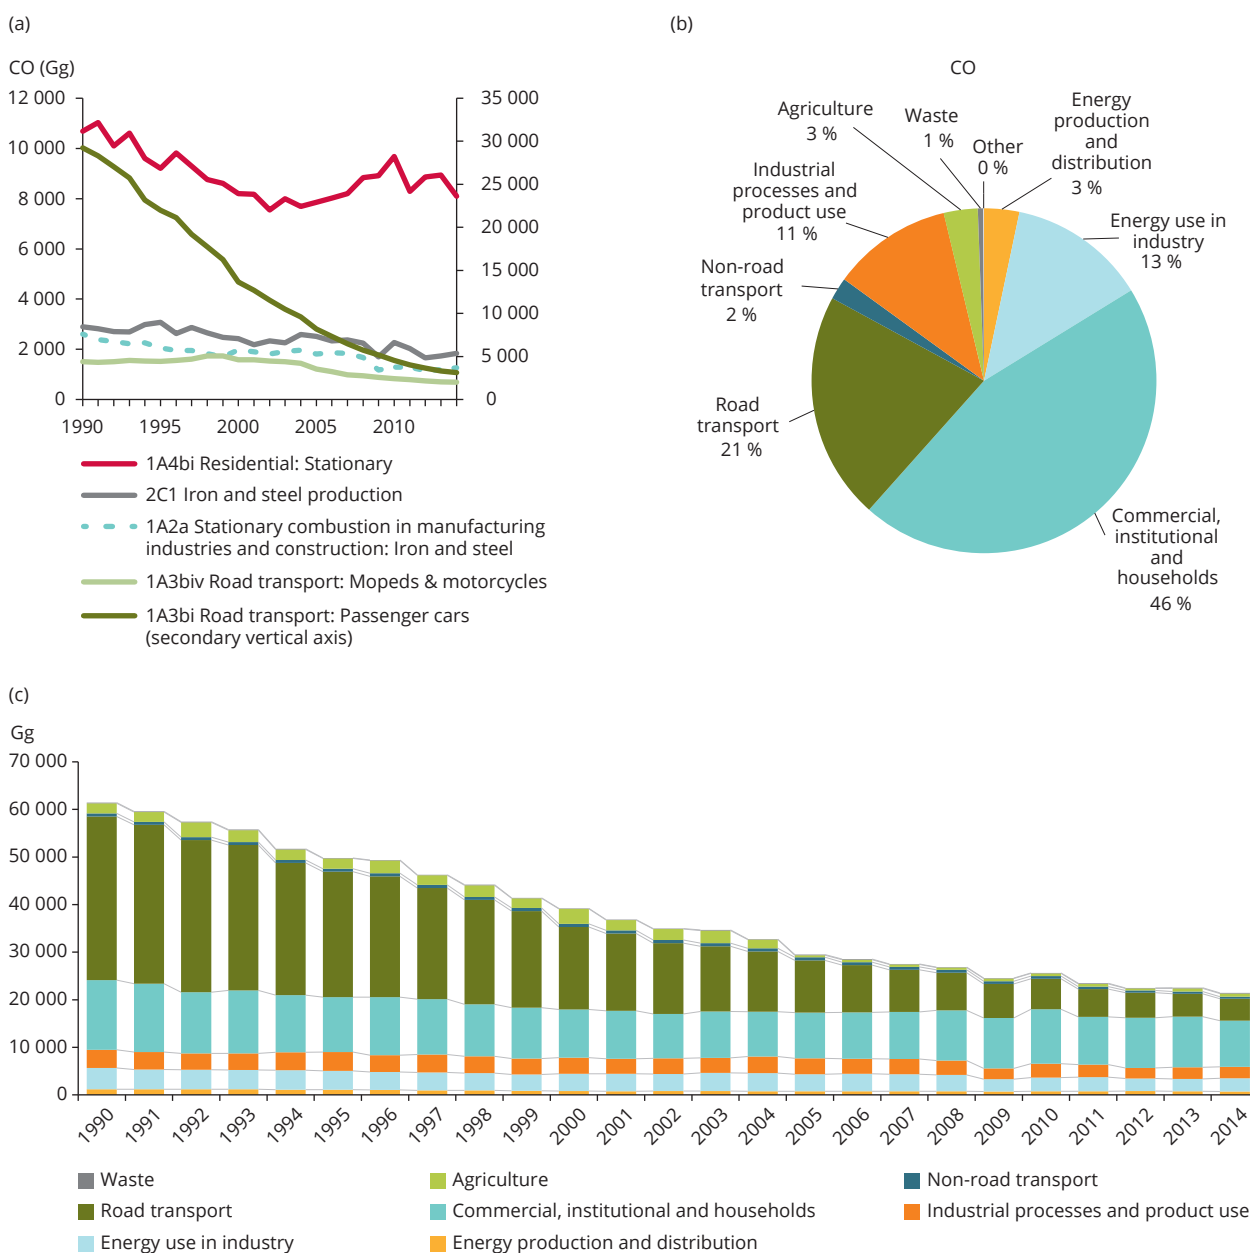 (a)
CO (Gg)
12 000
10 000
8 000
6 000
4 000
2 000
0
35 000
30 000
25 000
20 000
15 000
10 000
5 000
0
1990
1995
2000
2005
2010
1A4bi Residential: Stationary
2C1 Iron and steel production
1A2a Stationary combustion in manufacturing
industries and construction: Iron and steel
1A3biv Road transport: Mopeds & motorcycles
1A3bi Road transport: Passenger cars
(secondary vertical axis)
(b)
CO
Agriculture
3 %
Waste
1 %
Other
0 %
Energy
production
and
distribution
3 %
Industrial
processes and
product use
11 %
Energy use in
industry
13 %
Non-road
transport
2 %
Road
transport
21 %
Commercial,
institutional
and
households
46 %
(c)
Gg
70 000
60 000
50 000
40 000
30 000
20 000
10 000
0
1990
1991
1992
1993
1994
1995
1996
1997
1998
1999
2000
2001
2002
2003
2004
2005
2006
2007
2008
2009
2010
2011
2012
2013
2014
Waste
Agriculture
Non-road transport
Road transport
Commercial, institutional and households
Industrial processes and product use
Energy use in industry
Energy production and distribution